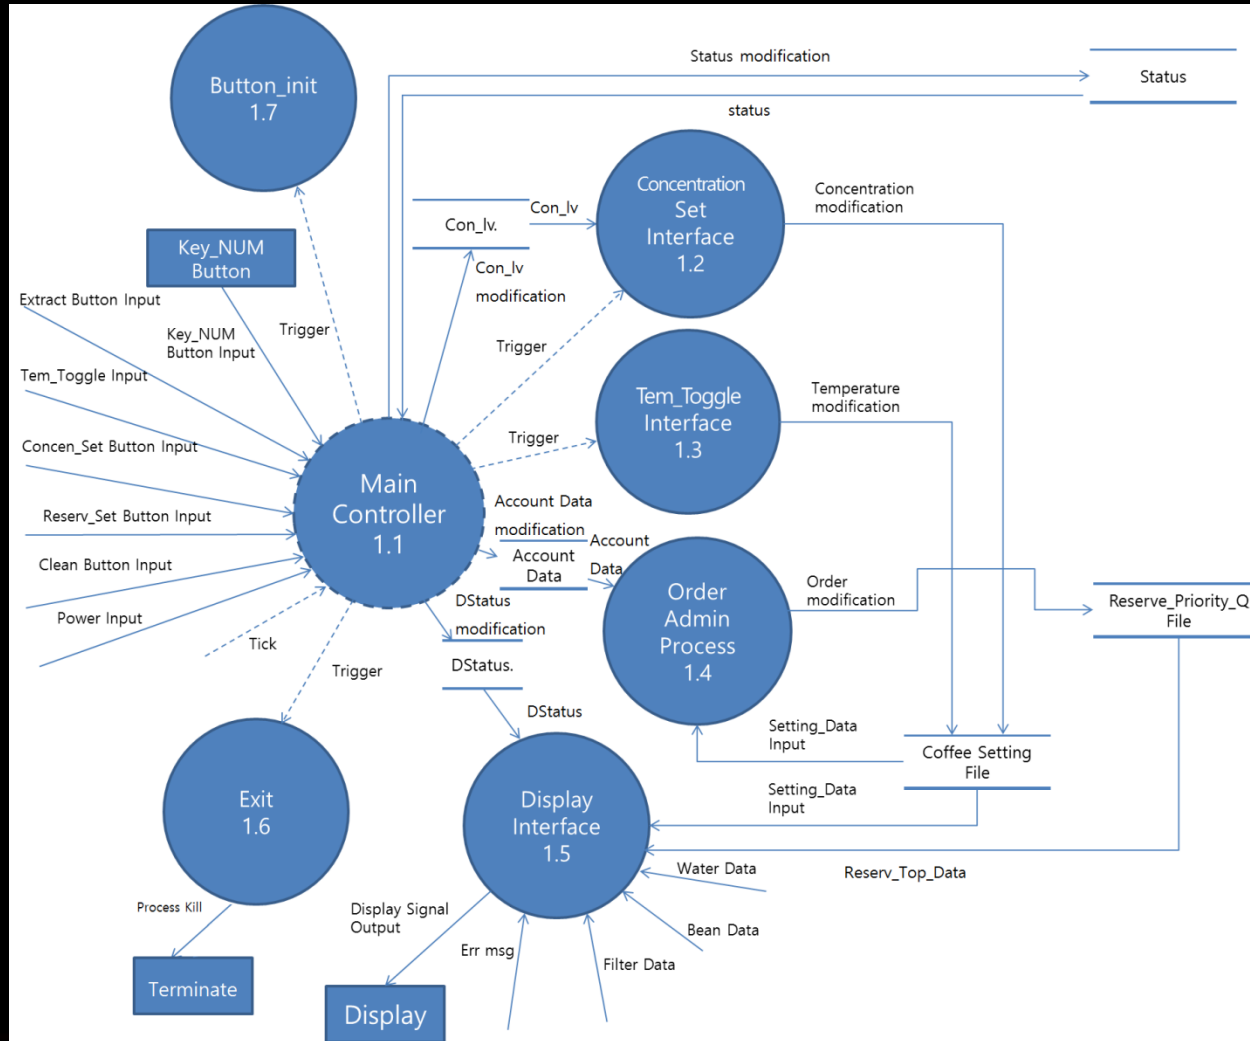 Button_init
1.7
Status modification
Status
status
Concentration
Set
Interface
1.2
Concentration
modification
Con_lv
Con_lv.
Con_lv
modification
Key_NUM
Button
Extract Button Input
Key_NUM
Button Input
Trigger
Trigger
Tem_Toggle Input
Tem_Toggle
Interface
1.3
Temperature
modification
Trigger
Concen_Set Button Input
Main
Controller
1.1
Reserv_Set Button Input
Account Data
modification
Account
Data
Account
Data
Clean Button Input
Order
Admin
Process
1.4
Order
modification
Reserve_Priority_Q
File
Power Input
DStatus
modification
Tick
Trigger
DStatus.
DStatus
Setting_Data
Input
Coffee Setting
File
Setting_Data
Input
Exit
1.6
Display
Interface
1.5
Water Data
Reserv_Top_Data
Process Kill
Display Signal
Output
Bean Data
Err msg
Filter Data
Terminate
Display